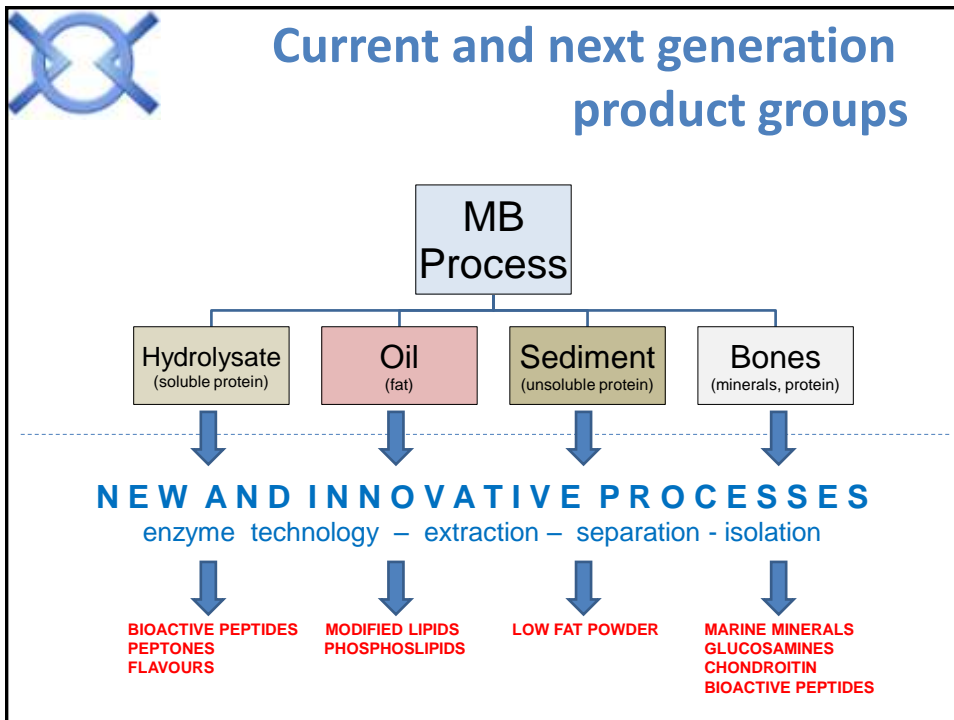 Current and next generation
product groups
MB
Process
Hydrolysate
(soluble protein)
Oil
(fat)
Sediment
(unsoluble protein)
Bones
(minerals, protein)
NEW AND INNOVATIVE PROCESSES
enzyme technology – extraction – separation - isolation
BIOACTIVE PEPTIDES
PEPTONES
FLAVOURS
MODIFIED LIPIDS
PHOSPHOSLIPIDS
LOW FAT POWDER
MARINE MINERALS
GLUCOSAMINES
CHONDROITIN
BIOACTIVE PEPTIDES